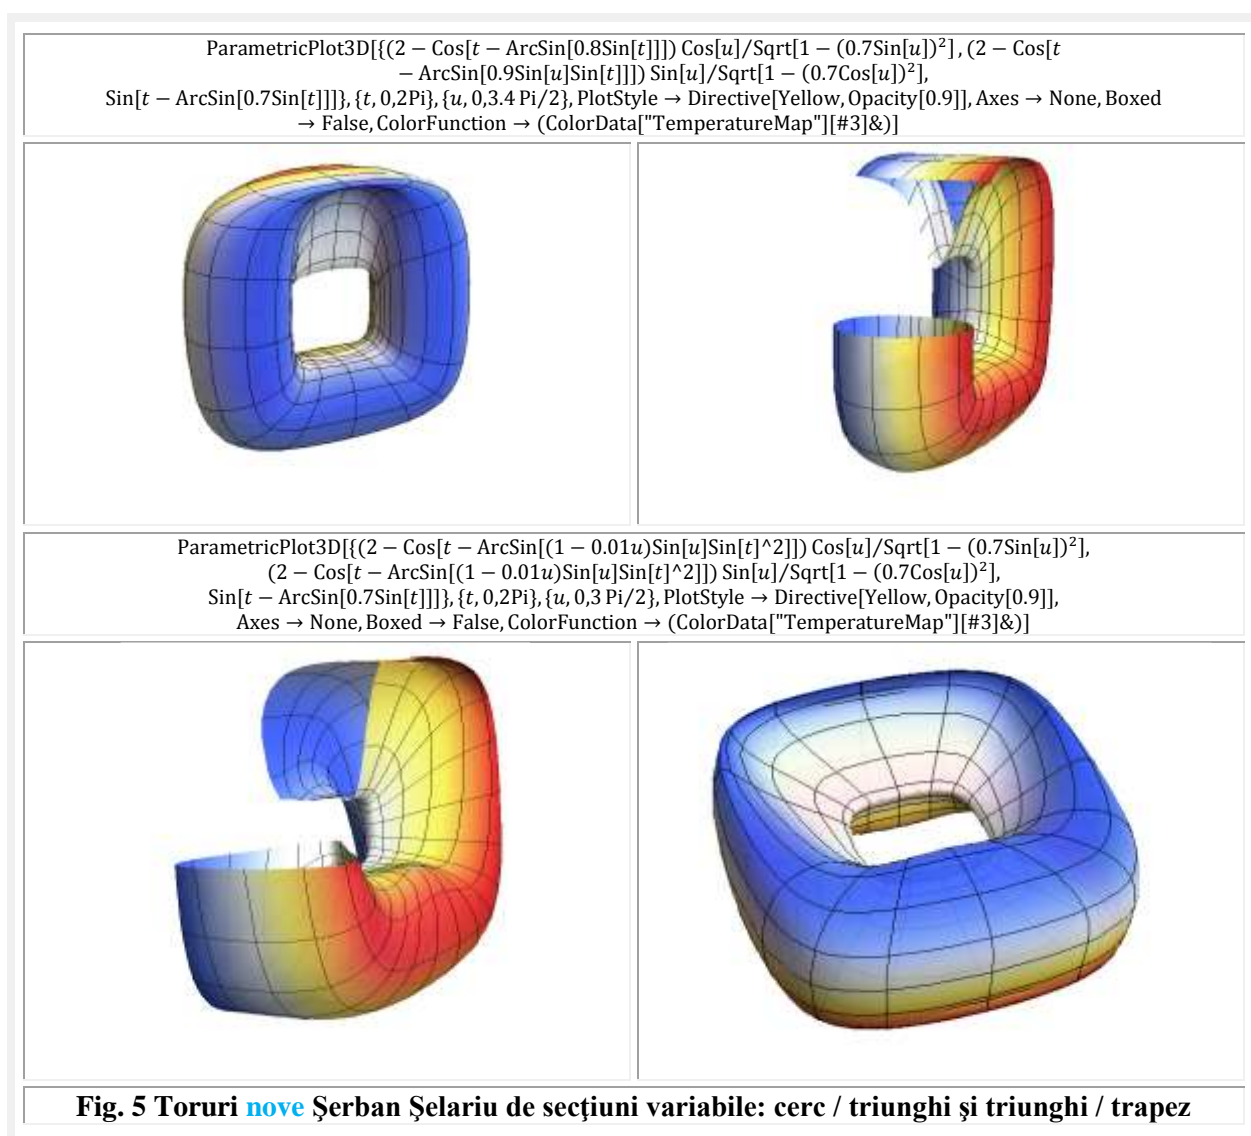 ParametricPlot3D[{(2 − Cos[t − ArcSin[0.8Sin[t]]]) Cos[u]/Sqrt[1 − (0.7Sin[u])²] , (2 − Cos[t
− ArcSin[0.9Sin[u]Sin[t]]]) Sin[u]/Sqrt[1 − (0.7Cos[u])²],
Sin[t − ArcSin[0.7Sin[t]]]}, {t, 0,2Pi}, {u, 0,3.4 Pi/2}, PlotStyle → Directive[Yellow, Opacity[0.9]], Axes → None, Boxed
→ False, ColorFunction → (ColorData["TemperatureMap"][#3]&)]
ParametricPlot3D[{(2 − Cos[t − ArcSin[(1 − 0.01u)Sin[u]Sin[t]^2]]) Cos[u]/Sqrt[1 − (0.7Sin[u])²],
(2 − Cos[t − ArcSin[(1 − 0.01u)Sin[u]Sin[t]^2]]) Sin[u]/Sqrt[1 − (0.7Cos[u])²],
Sin[t − ArcSin[0.7Sin[t]]]}, {t, 0,2Pi}, {u, 0,3 Pi/2}, PlotStyle → Directive[Yellow, Opacity[0.9]],
Axes → None, Boxed → False, ColorFunction → (ColorData["TemperatureMap"][#3]&)]
Fig. 5 Toruri nove Şerban Şelariu de secţiuni variabile: cerc / triunghi şi triunghi / trapez